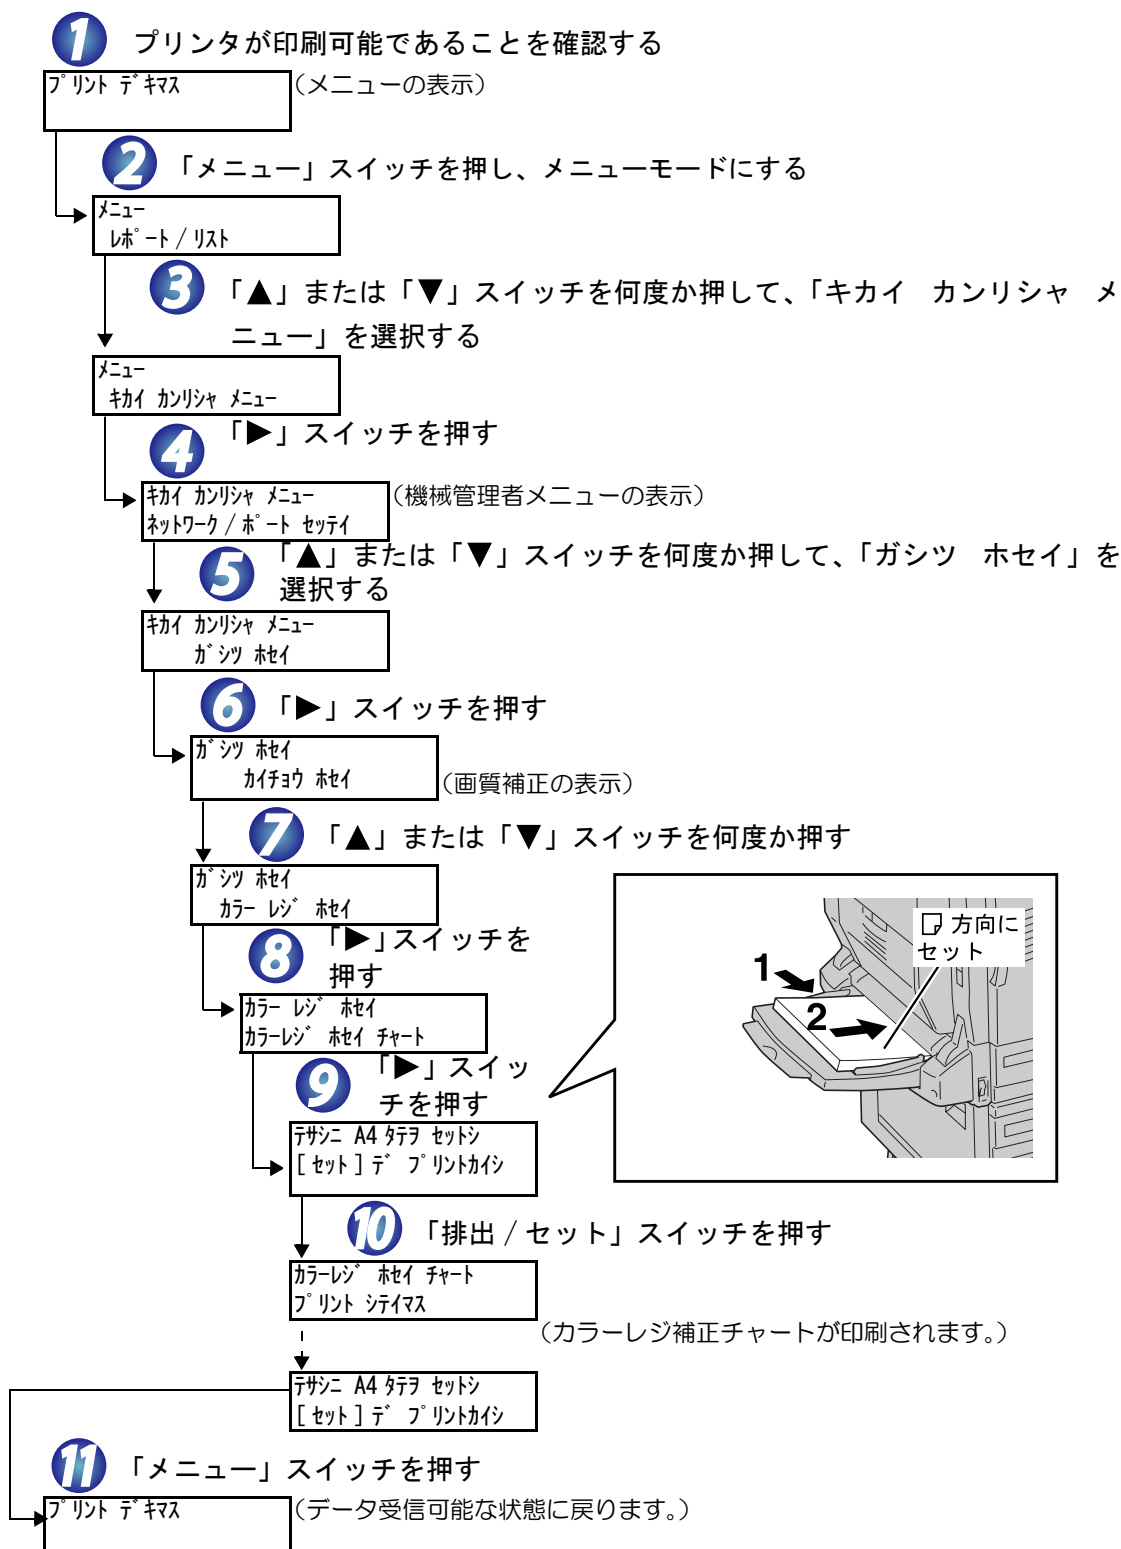 1 プリンタが印刷可能であることを確認する
ﾌﾟﾘﾝﾄ ﾃﾞｷﾏｽ
（メニューの表示）
2 「メニュー」スイッチを押し、メニューモードにする
ﾒﾆｭｰ
ﾚﾎﾟｰﾄ / ﾘｽﾄ
3 「▲」または「▼」スイッチを何度か押して、「キカイ　カンリシャ　メ
ニュー」を選択する
ﾒﾆｭｰ
ｷｶｲ ｶﾝﾘｼｬ ﾒﾆｭｰ
4 「▶」スイッチを押す
ｷｶｲ ｶﾝﾘｼｬ ﾒﾆｭｰ
ﾈｯﾄﾜｰｸ / ﾎﾟｰﾄ ｾｯﾃｲ
（機械管理者メニューの表示）
5 「▲」または「▼」スイッチを何度か押して、「ガシツ　ホセイ」を
選択する
ｷｶｲ ｶﾝﾘｼｬ ﾒﾆｭｰ
ｶﾞｼﾂ ﾎｾｲ
6 「▶」スイッチを押す
ｶﾞｼﾂ ﾎｾｲ
ｶｲﾁｮｳ ﾎｾｲ
（画質補正の表示）
7 「▲」または「▼」スイッチを何度か押す
ｶﾞｼﾂ ﾎｾｲ
ｶﾗｰ ﾚｼﾞ ﾎｾｲ
8 「▶」スイッチを
押す
ｶﾗｰ ﾚｼﾞ ﾎｾｲ
ｶﾗｰﾚｼﾞ ﾎｾｲ ﾁｬｰﾄ
9 「▶」スイッ
チを押す
ﾃｻｼﾆ A4 ﾀﾃｦ ｾｯﾄｼ
[ ｾｯﾄ ] ﾃﾞ ﾌﾟﾘﾝﾄｶｲｼ
方向に
セット
1
2
10 「排出 / セット」スイッチを押す
ｶﾗｰﾚｼﾞ ﾎｾｲ ﾁｬｰﾄ
ﾌﾟﾘﾝﾄ ｼﾃｲﾏｽ
（カラーレジ補正チャートが印刷されます。）
ﾃｻｼﾆ A4 ﾀﾃｦ ｾｯﾄｼ
[ ｾｯﾄ ] ﾃﾞ ﾌﾟﾘﾝﾄｶｲｼ
11 「メニュー」スイッチを押す
ﾌﾟﾘﾝﾄ ﾃﾞｷﾏｽ
（データ受信可能な状態に戻ります。）